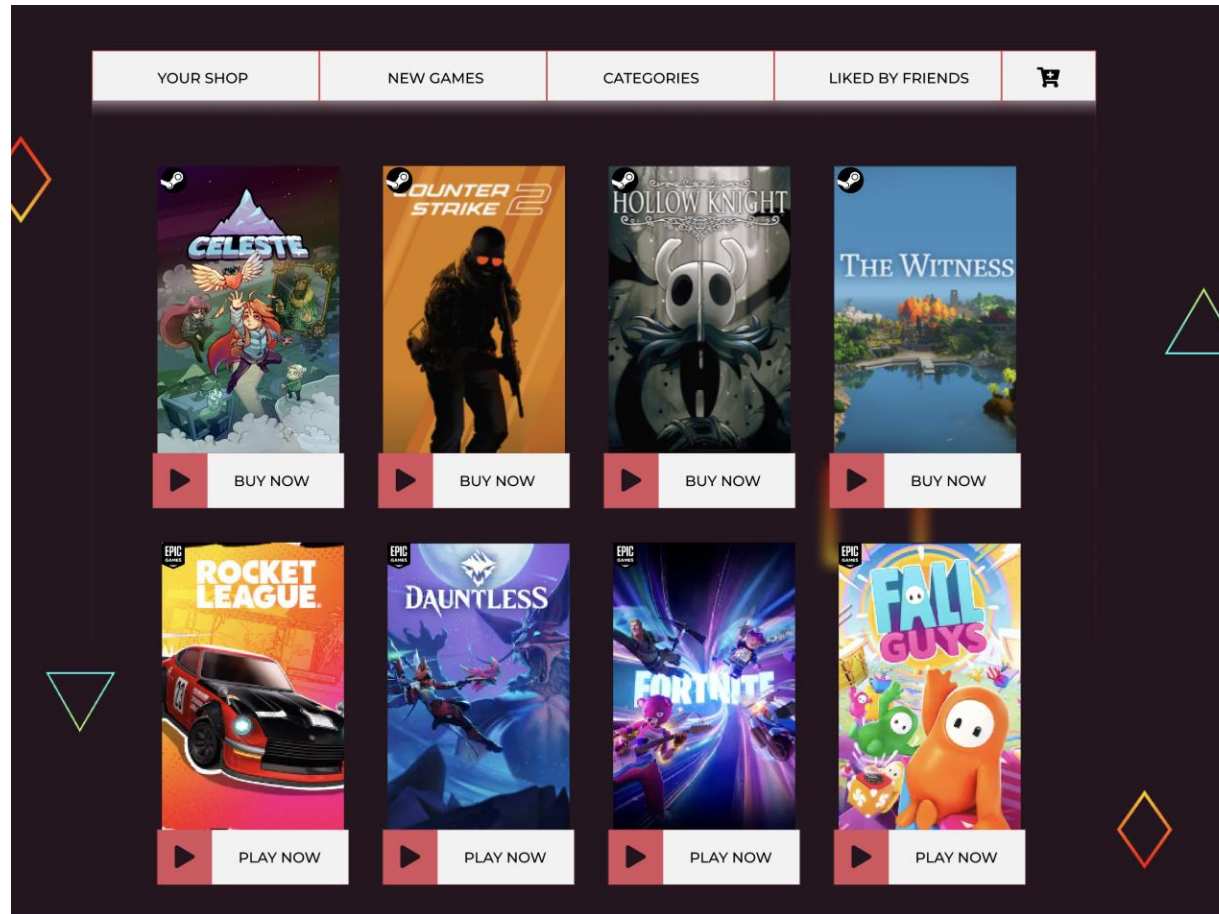 YOUR SHOP
NEW GAMES
CATEGORIES
LIKED BY FRIENDS
CELESTE
COUNTER
STRIKE 2
HOLLOW KNIGHT
THE WITNESS
BUY NOW
BUY NOW
BUY NOW
BUY NOW
EPIC
GAMES
ROCKET
LEAGUE
23
EPIC
GAMES
DAUNTLESS
EPIC
GAMES
FORTNITE
EPIC
GAMES
FALL
GUYS
PLAY NOW
PLAY NOW
PLAY NOW
PLAY NOW